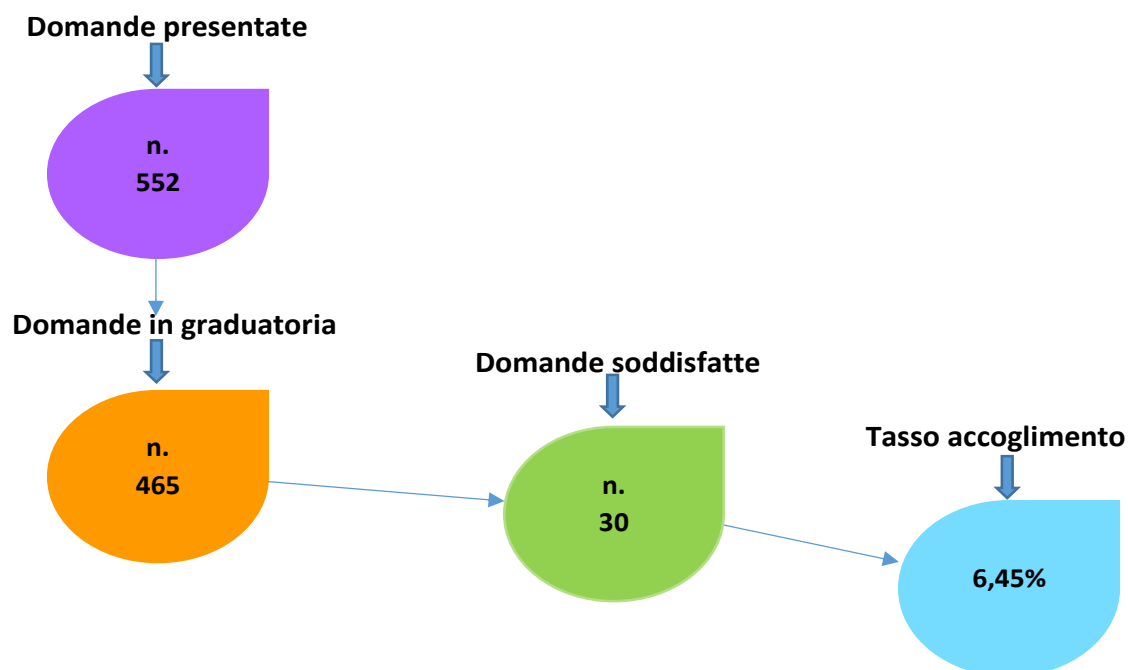 Domande presentate
n.
552
Domande in graduatoria
n.
465
Domande soddisfatte
n.
30
Tasso accoglimento
6,45%